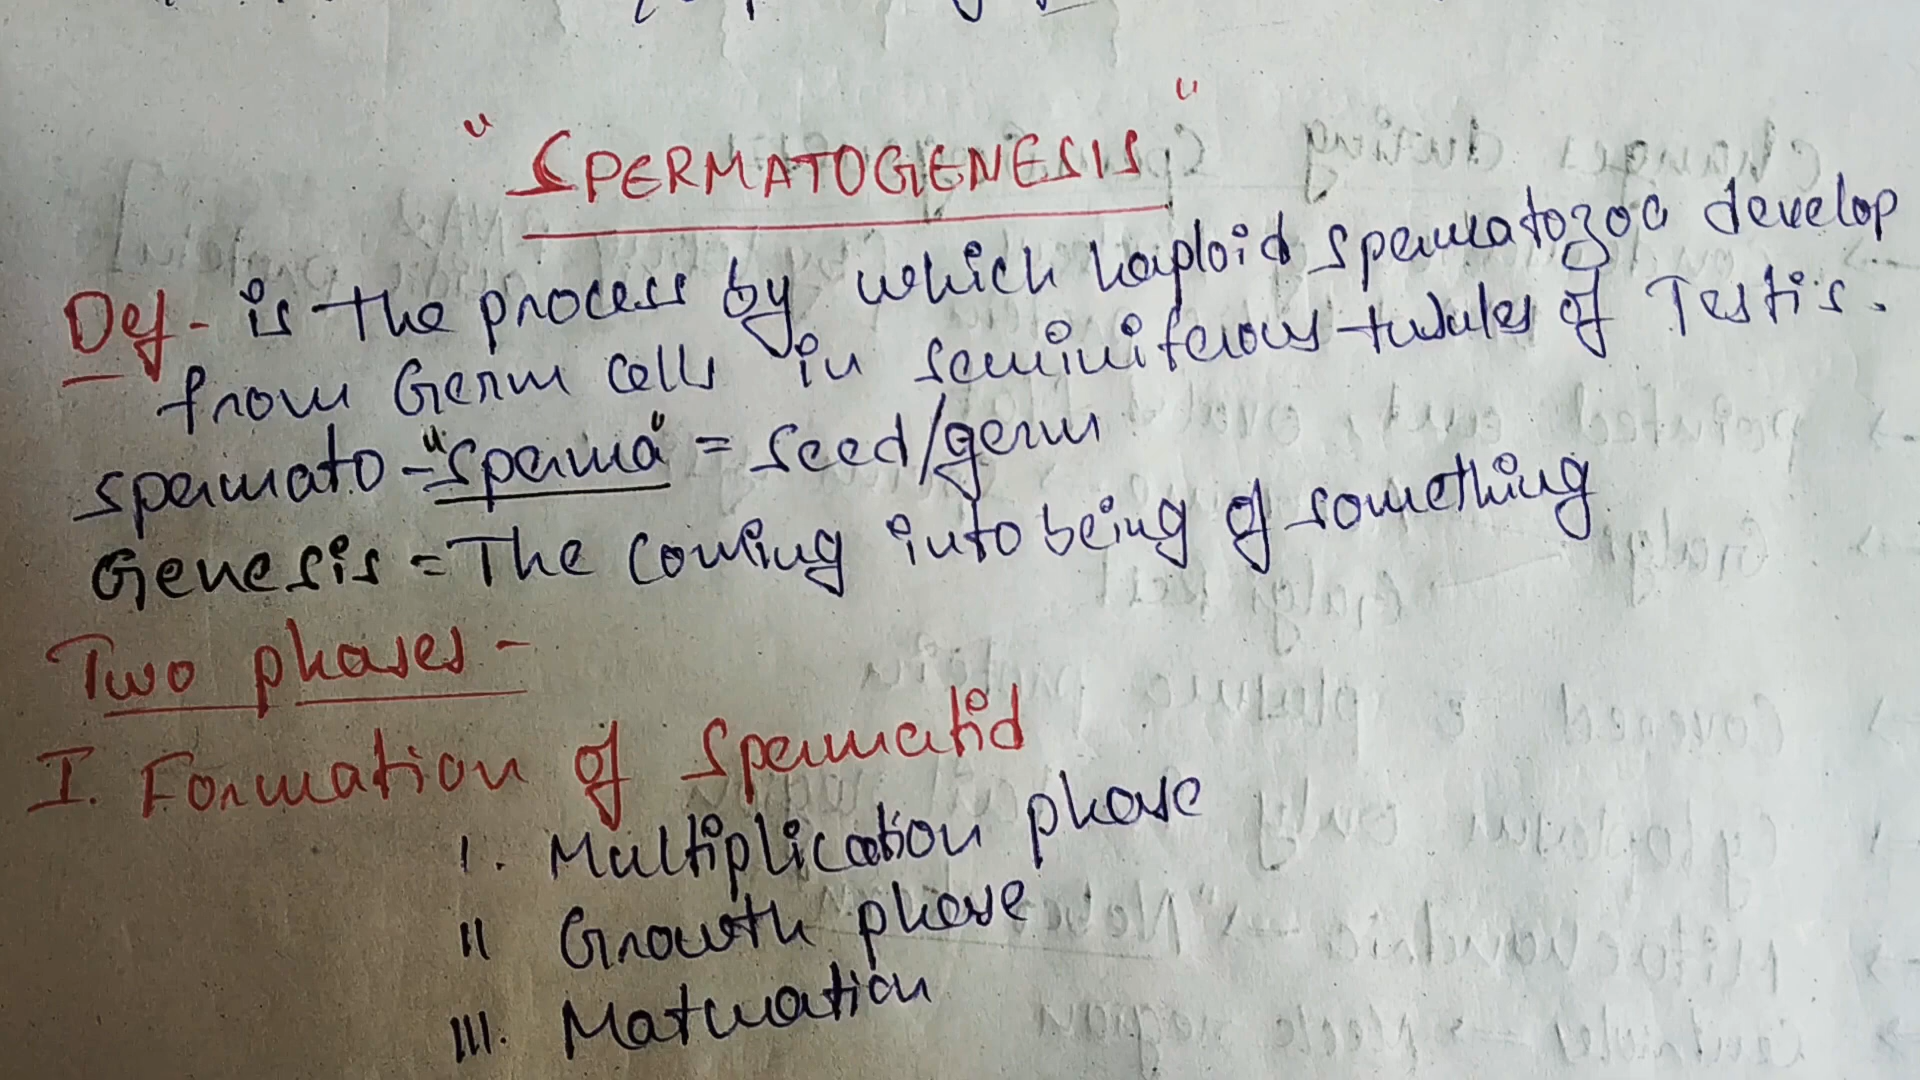 "SPERMATOGENESIS"
Def - is the process by which haploid spermatozoa develop
from Germ cells in seminiferous tubules of Testis.
spermato - "sperma" = seed/germ
Genesis = The coming into being of something
Two phases -
I. Formation of spermatid
I. Multiplication phase
II Growth phase
III. Maturation